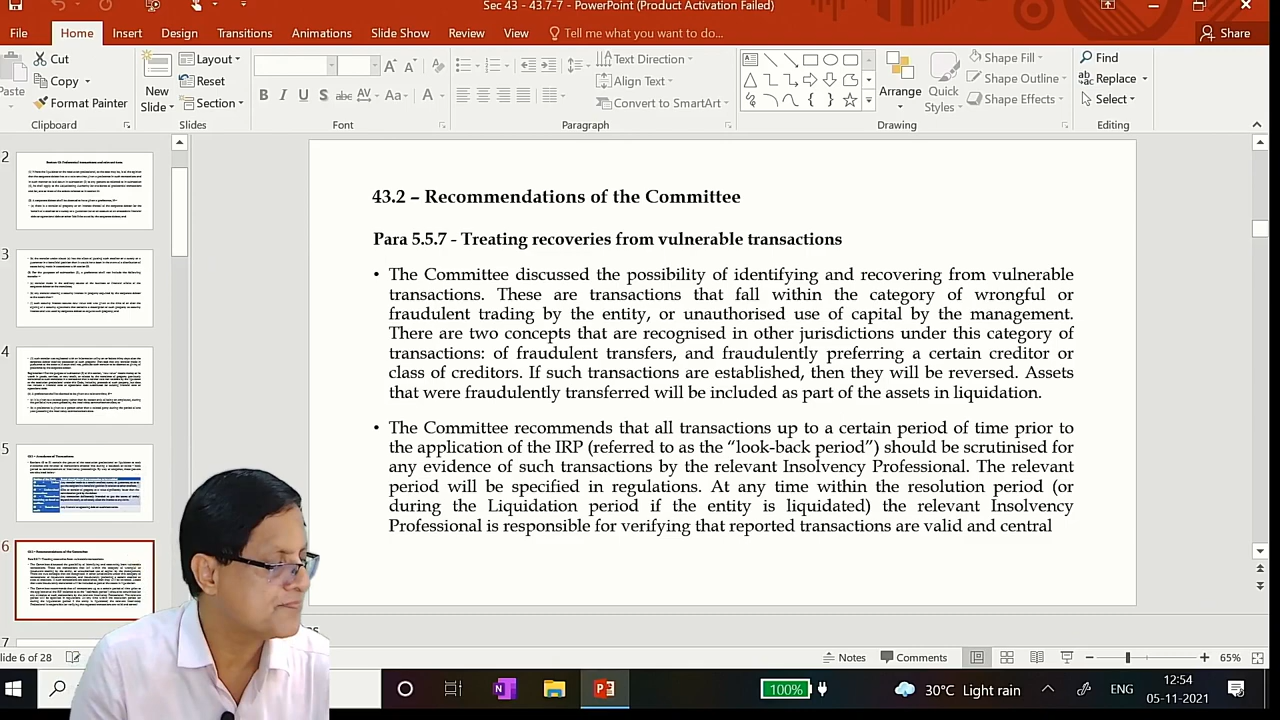 Sec 43 - 43.7-7 - PowerPoint (Product Activation Failed)
File Home Insert Design Transitions Animations Slide Show Review View Tell me what you want to do... Share
Paste
Cut
Copy
Format Painter
Clipboard
New
Slide
Layout
Reset
Section
Slides
B I U S abc AV Aa A
Font
Text Direction
Align Text
Convert to SmartArt
Paragraph
Arrange
Quick
Styles
Shape Fill
Shape Outline
Shape Effects
Drawing
Find
Replace
Select
Editing
2
3
4
5
6
7
43.2 – Recommendations of the Committee
Para 5.5.7 - Treating recoveries from vulnerable transactions
• The Committee discussed the possibility of identifying and recovering from vulnerable
transactions. These are transactions that fall within the category of wrongful or
fraudulent trading by the entity, or unauthorised use of capital by the management.
There are two concepts that are recognised in other jurisdictions under this category of
transactions: of fraudulent transfers, and fraudulently preferring a certain creditor or
class of creditors. If such transactions are established, then they will be reversed. Assets
that were fraudulently transferred will be included as part of the assets in liquidation.
• The Committee recommends that all transactions up to a certain period of time prior to
the application of the IRP (referred to as the “look-back period”) should be scrutinised for
any evidence of such transactions by the relevant Insolvency Professional. The relevant
period will be specified in regulations. At any time within the resolution period (or
during the Liquidation period if the entity is liquidated) the relevant Insolvency
Professional is responsible for verifying that reported transactions are valid and central
lide 6 of 28
Notes
Comments
65%
100%
30°C Light rain
ENG
12:54
05-11-2021